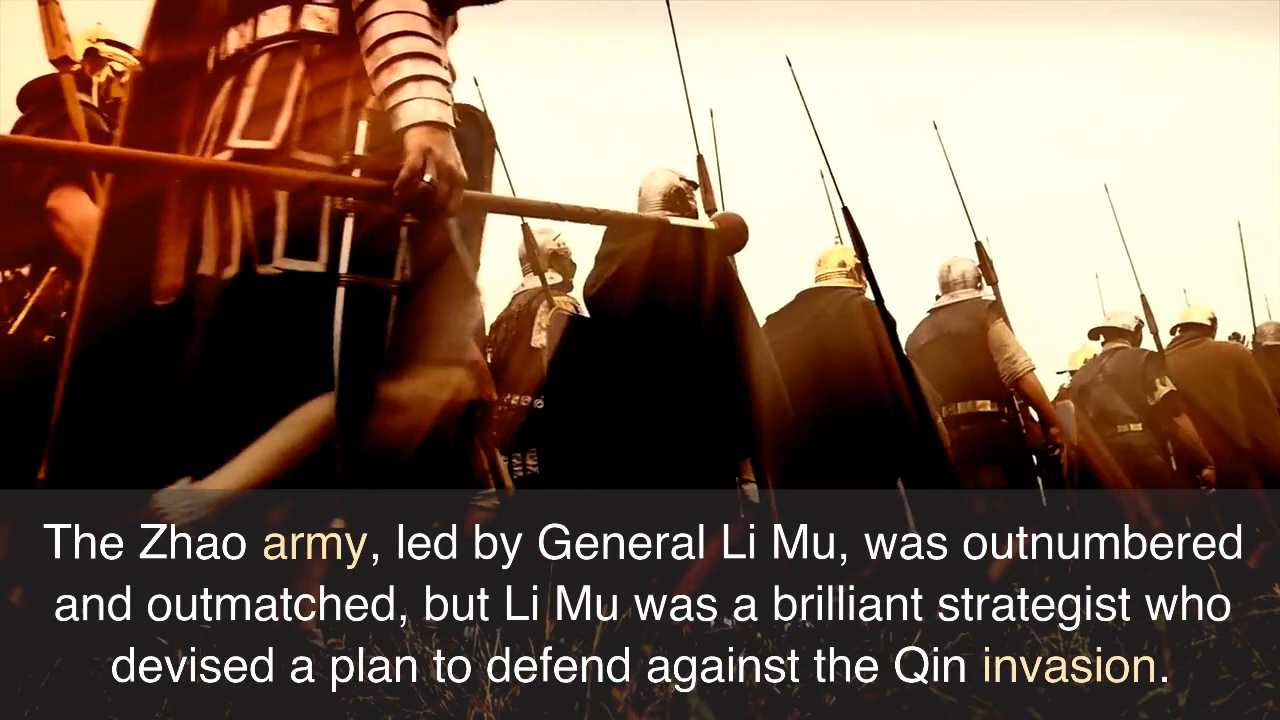 The Zhao army, led by General Li Mu, was outnumbered
and outmatched, but Li Mu was a brilliant strategist who
devised a plan to defend against the Qin invasion.